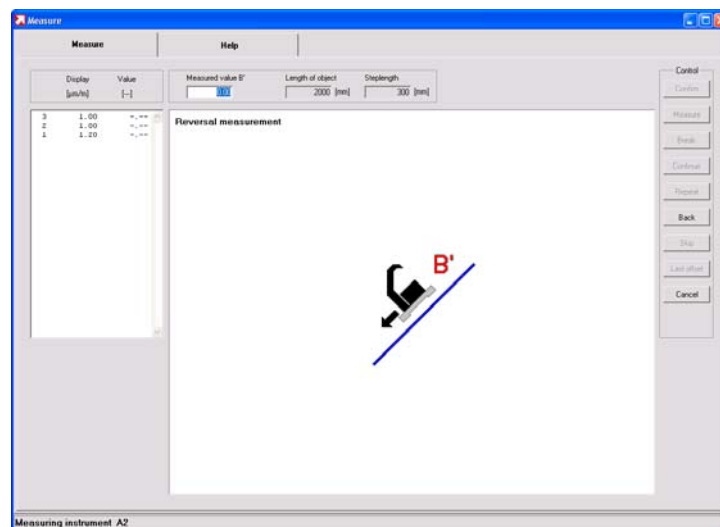 Measure
Measure Help
Display Value
[µm/m] [--]
3 1.00 -.--
2 1.00 -.--
1 1.20 -.--
Measured value B' Length of object Steplength
0.00 2000 [mm] 300 [mm]
Reversal measurement
B'
Control
Confirm
Measure
Break
Continue
Repeat
Back
Skip
Last offset
Cancel
Measuring instrument A2